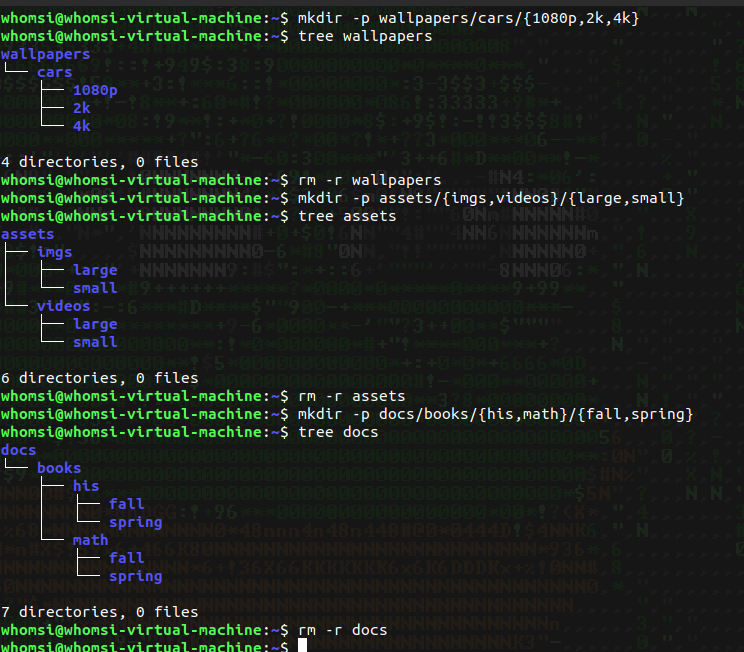 whomsi@whomsi-virtual-machine:~$ mkdir -p wallpapers/cars/{1080p,2k,4k}
whomsi@whomsi-virtual-machine:~$ tree wallpapers
wallpapers
└── cars
    ├── 1080p
    ├── 2k
    └── 4k

4 directories, 0 files
whomsi@whomsi-virtual-machine:~$ rm -r wallpapers
whomsi@whomsi-virtual-machine:~$ mkdir -p assets/{imgs,videos}/{large,small}
whomsi@whomsi-virtual-machine:~$ tree assets
assets
├── imgs
│   ├── large
│   └── small
└── videos
    ├── large
    └── small

6 directories, 0 files
whomsi@whomsi-virtual-machine:~$ rm -r assets
whomsi@whomsi-virtual-machine:~$ mkdir -p docs/books/{his,math}/{fall,spring}
whomsi@whomsi-virtual-machine:~$ tree docs
docs
└── books
    ├── his
    │   ├── fall
    │   └── spring
    └── math
        ├── fall
        └── spring

7 directories, 0 files
whomsi@whomsi-virtual-machine:~$ rm -r docs
whomsi@whomsi-virtual-machine:~$